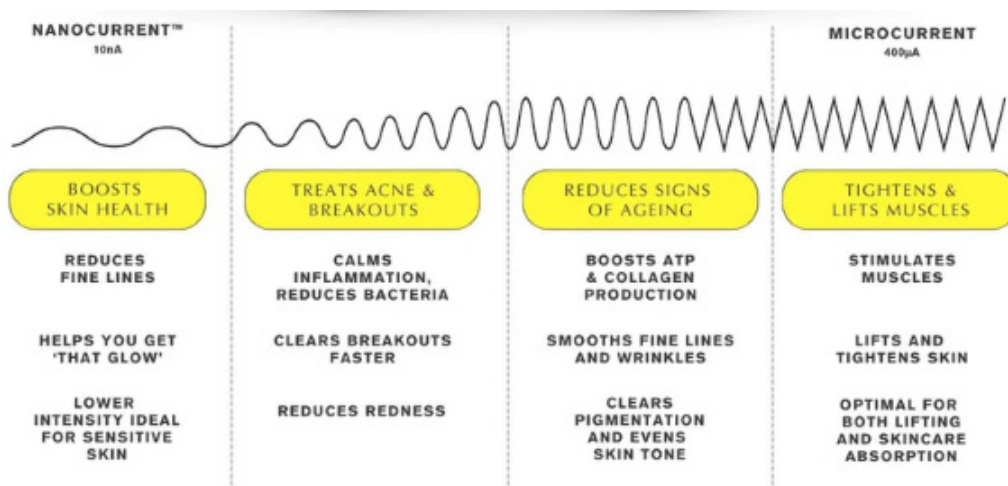 NANOCURRENT™
10nA
MICROCURRENT
400µA
BOOSTS
SKIN HEALTH
REDUCES
FINE LINES
HELPS YOU GET
'THAT GLOW'
LOWER
INTENSITY IDEAL
FOR SENSITIVE
SKIN
TREATS ACNE &
BREAKOUTS
CALMS
INFLAMMATION,
REDUCES BACTERIA
CLEARS BREAKOUTS
FASTER
REDUCES REDNESS
REDUCES SIGNS
OF AGEING
BOOSTS ATP
& COLLAGEN
PRODUCTION
SMOOTHS FINE LINES
AND WRINKLES
CLEARS
PIGMENTATION
AND EVENS
SKIN TONE
TIGHTENS &
LIFTS MUSCLES
STIMULATES
MUSCLES
LIFTS AND
TIGHTENS SKIN
OPTIMAL FOR
BOTH LIFTING
AND SKINCARE
ABSORPTION